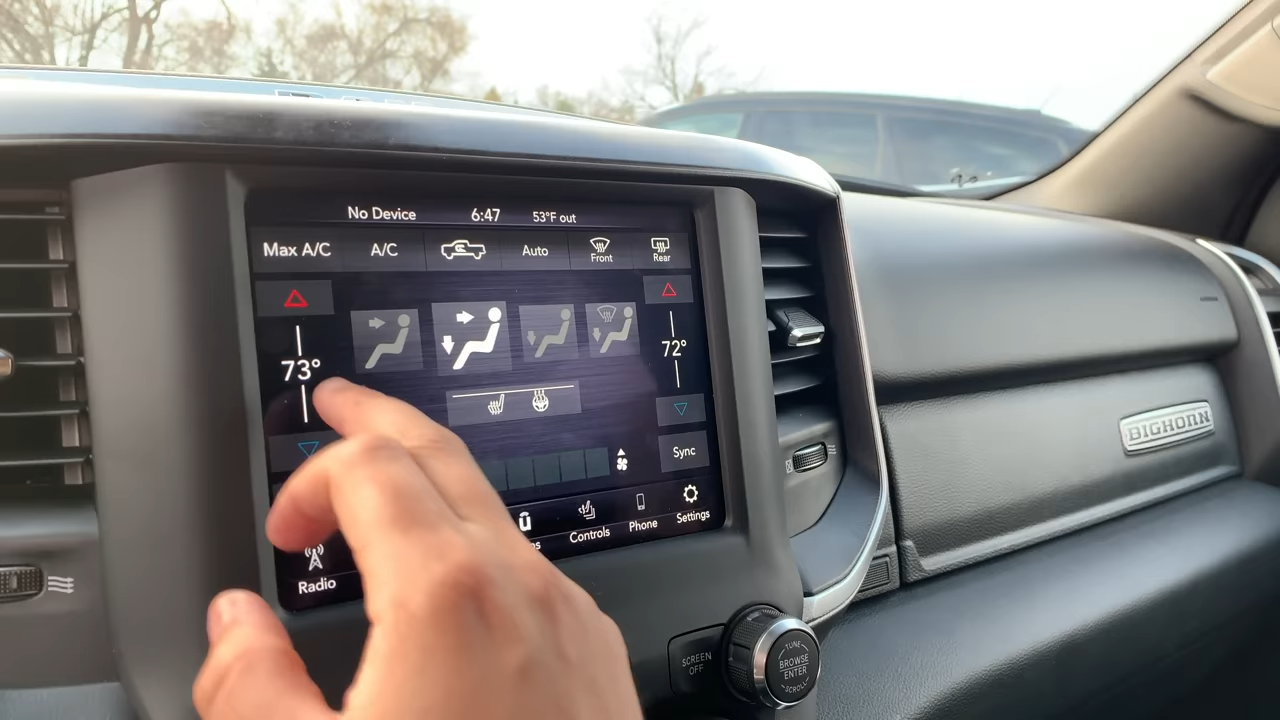 No Device 6:47 53°F out
Max A/C A/C Auto Front Rear
73° 72°
Sync
Radio Controls Phone Settings
BIGHORN
SCREEN OFF
TUNE
BROWSE
ENTER
SCROLL